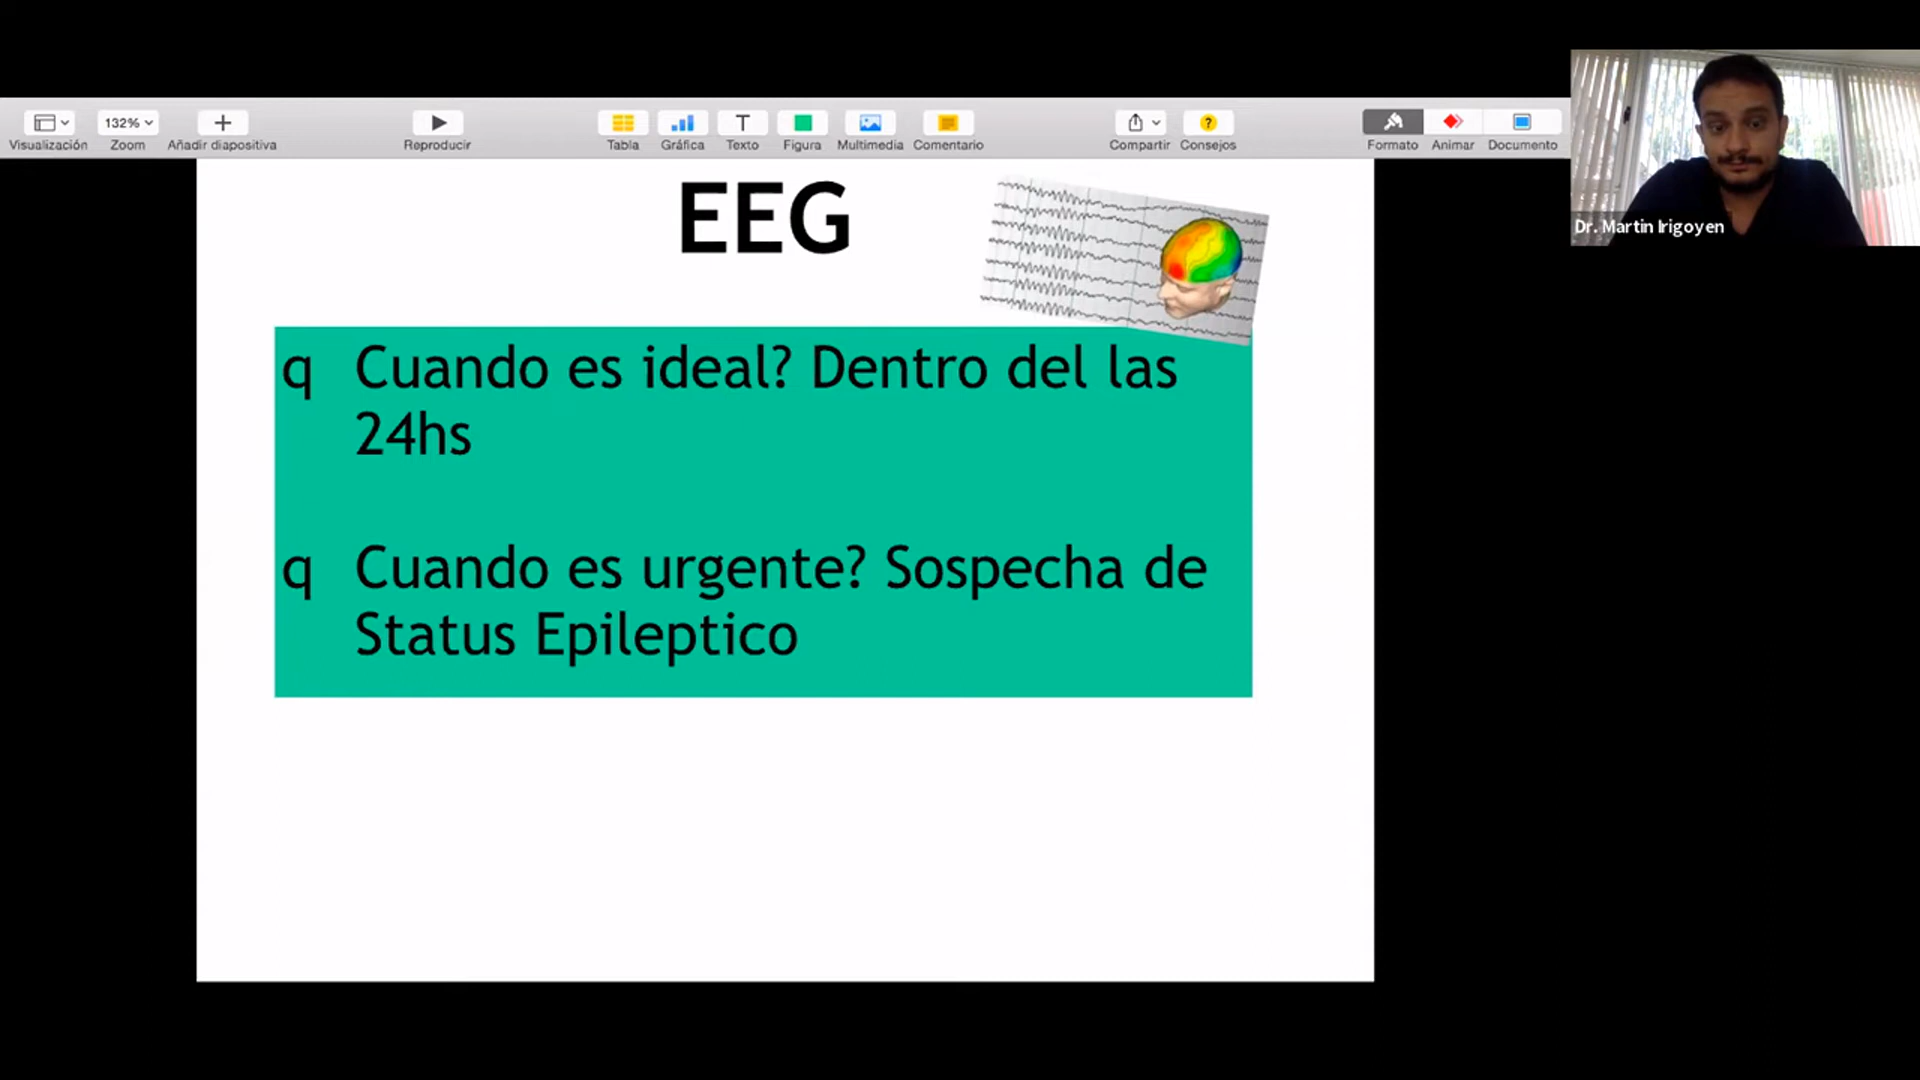 Visualización
132%
Zoom
Añadir diapositiva
Reproducir
Tabla
Gráfica
T
Texto
Figura
Multimedia
Comentario
Compartir
?
Consejos
Formato
Animar
Documento
Dr. Martin Irigoyen
EEG
q Cuando es ideal? Dentro del las
24hs
q Cuando es urgente? Sospecha de
Status Epileptico